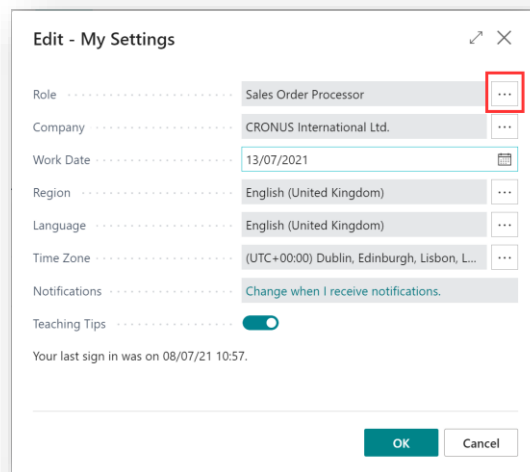 Edit - My Settings
Role Sales Order Processor
Company CRONUS International Ltd.
Work Date 13/07/2021
Region English (United Kingdom)
Language English (United Kingdom)
Time Zone (UTC+00:00) Dublin, Edinburgh, Lisbon, L...
Notifications Change when I receive notifications.
Teaching Tips
Your last sign in was on 08/07/21 10:57.
OK Cancel